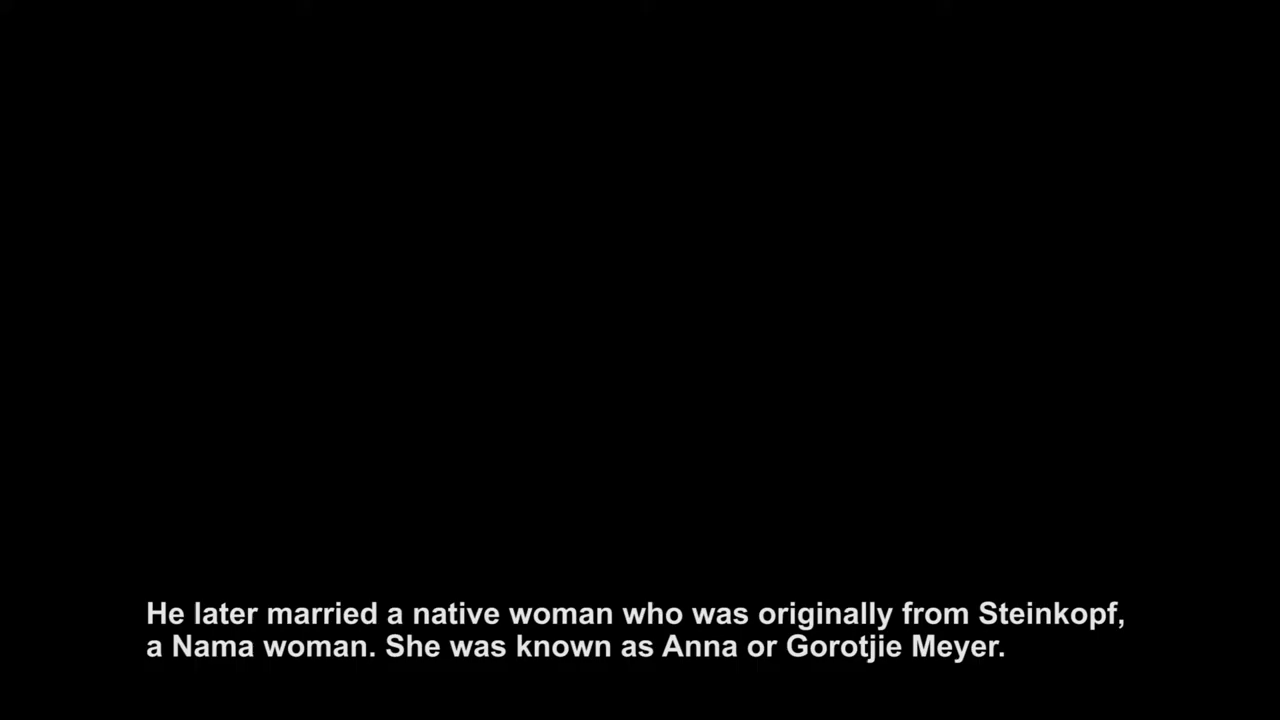 He later married a native woman who was originally from Steinkopf,
a Nama woman. She was known as Anna or Gorotjie Meyer.